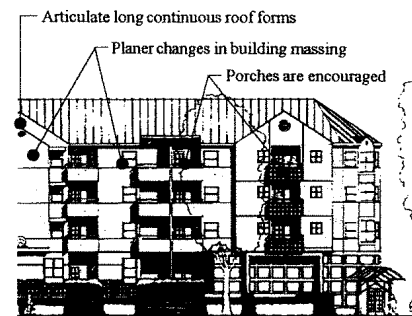 Articulate long continuous roof forms
Planer changes in building massing
Porches are encouraged